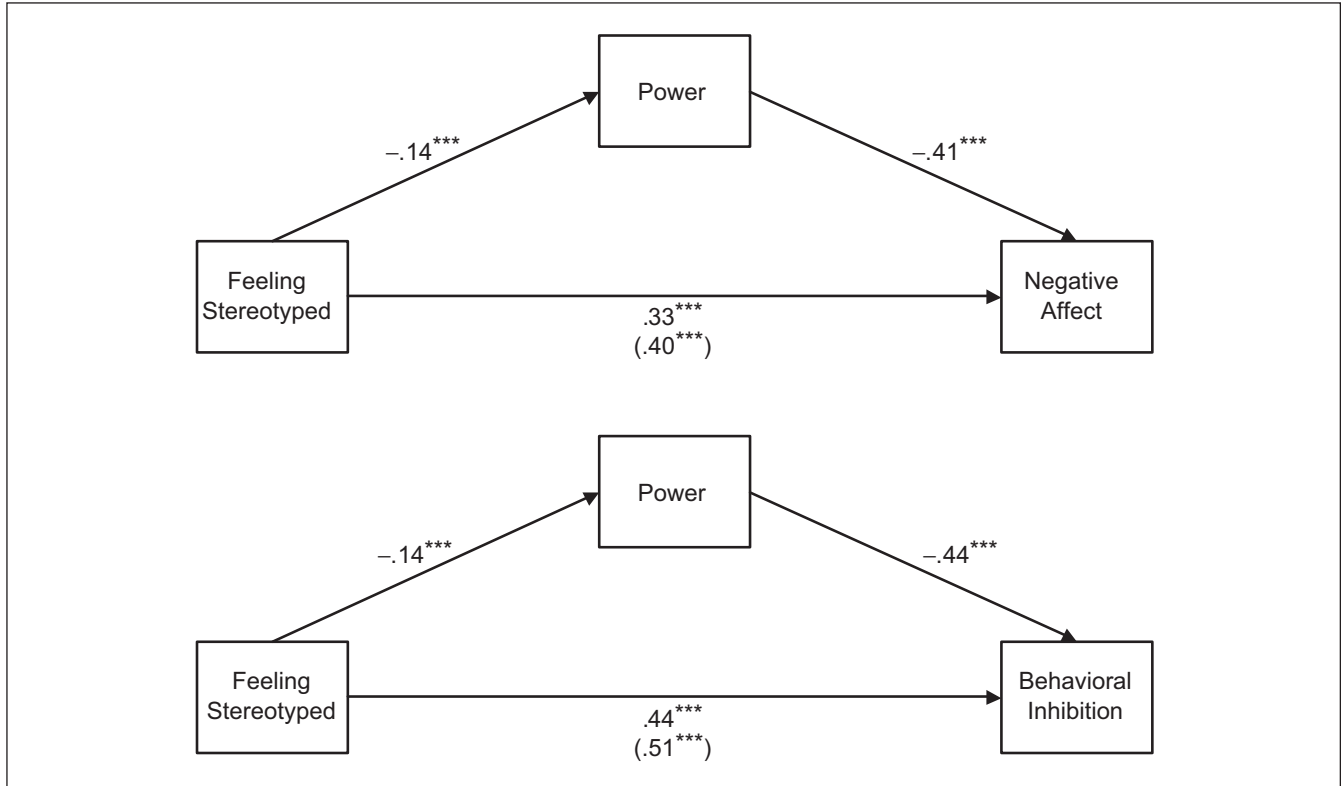 Power
–.14***
–.41***
Feeling
Stereotyped
Negative
Affect
.33***
(.40***)
Power
–.14***
–.44***
Feeling
Stereotyped
Behavioral
Inhibition
.44***
(.51***)